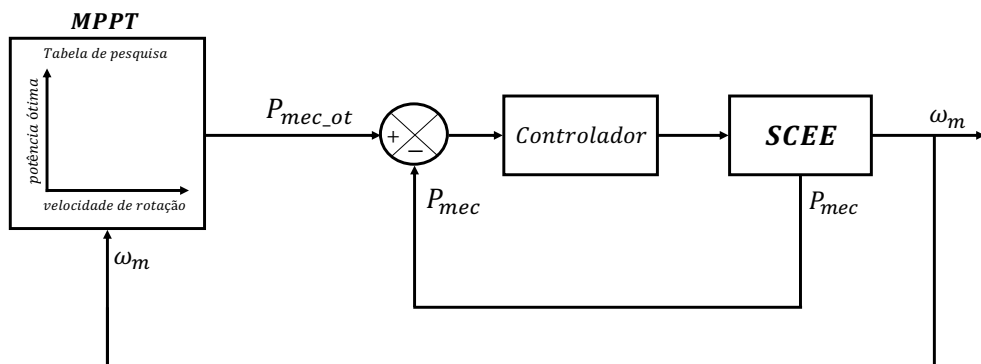 MPPT
Tabela de pesquisa
potência ótima
velocidade de rotação
ω_m
P_mec_ot
+
−
P_mec
Controlador
SCEE
P_mec
ω_m